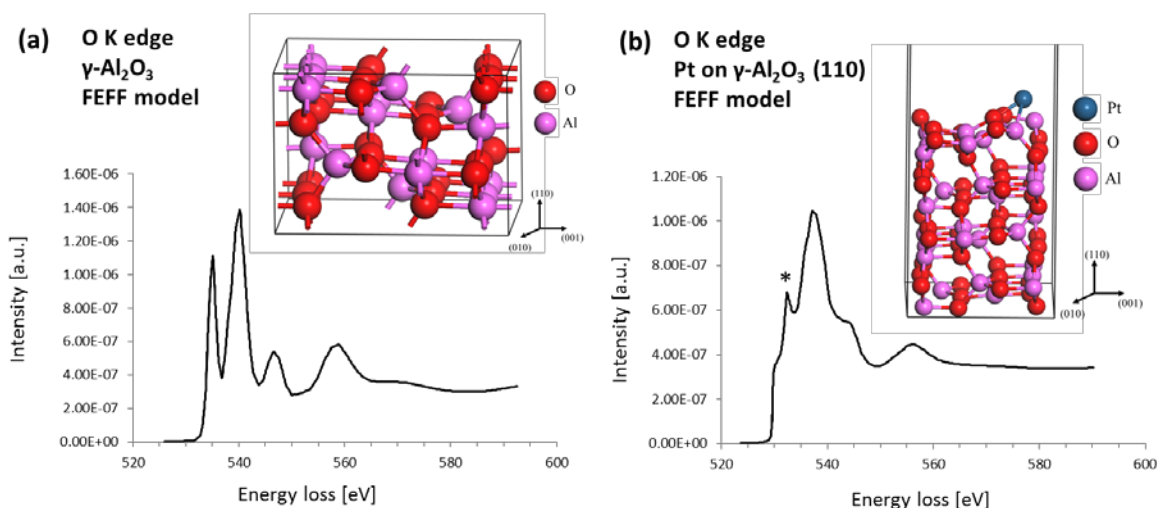 (a)
O K edge
γ-Al2O3
FEFF model
O
Al
(110)
(010)
(001)
1.60E-06
1.40E-06
1.20E-06
1.00E-06
8.00E-07
6.00E-07
4.00E-07
2.00E-07
0.00E+00
Intensity [a.u.]
520
540
560
580
600
Energy loss [eV]
(b)
O K edge
Pt on γ-Al2O3 (110)
FEFF model
Pt
O
Al
(110)
(010)
(001)
1.20E-06
1.00E-06
8.00E-07
6.00E-07
4.00E-07
2.00E-07
0.00E+00
Intensity [a.u.]
*
520
540
560
580
600
Energy loss [eV]